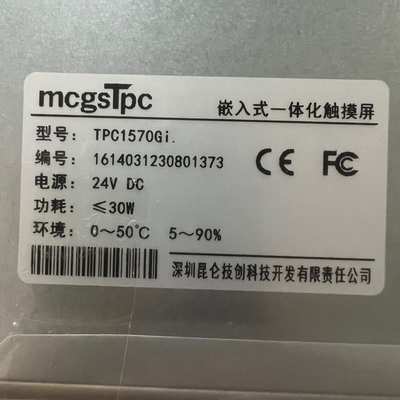 mcgsTpc 嵌入式一体化触摸屏
型号: TPC1570Gi.
编号: 1614031230801373
电源: 24V DC
功耗: ≤30W
环境: 0～50℃ 5～90%
CE FC
深圳昆仑技创科技开发有限责任公司